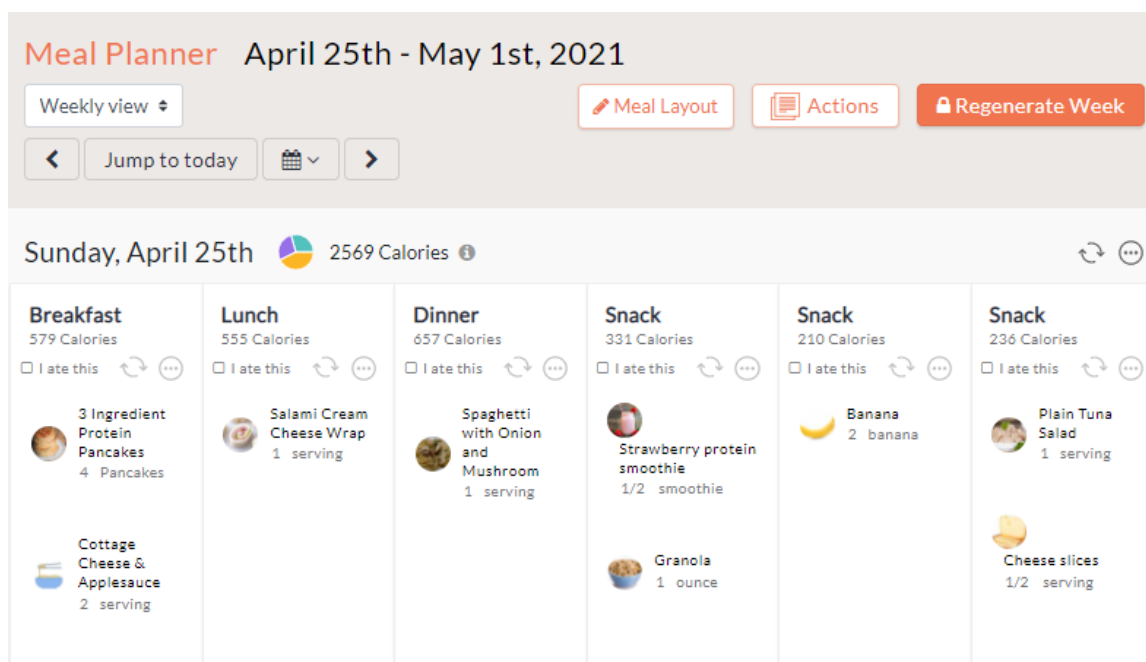 Meal Planner April 25th - May 1st, 2021
Weekly view
Meal Layout
Actions
Regenerate Week
Jump to today
Sunday, April 25th
2569 Calories
Breakfast
579 Calories
I ate this
3 Ingredient
Protein
Pancakes
4 Pancakes
Cottage
Cheese &
Applesauce
2 serving
Lunch
555 Calories
I ate this
Salami Cream
Cheese Wrap
1 serving
Dinner
657 Calories
I ate this
Spaghetti
with Onion
and
Mushroom
1 serving
Snack
331 Calories
I ate this
Strawberry protein
smoothie
1/2 smoothie
Granola
1 ounce
Snack
210 Calories
I ate this
Banana
2 banana
Snack
236 Calories
I ate this
Plain Tuna
Salad
1 serving
Cheese slices
1/2 serving